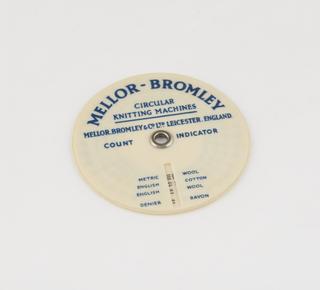 MELLOR-BROMLEY
CIRCULAR
KNITTING MACHINES
MELLOR, BROMLEY & Co LTD LEICESTER, ENGLAND
COUNT INDICATOR
METRIC WOOL
ENGLISH COTTON
ENGLISH WOOL
DENIER RAYON